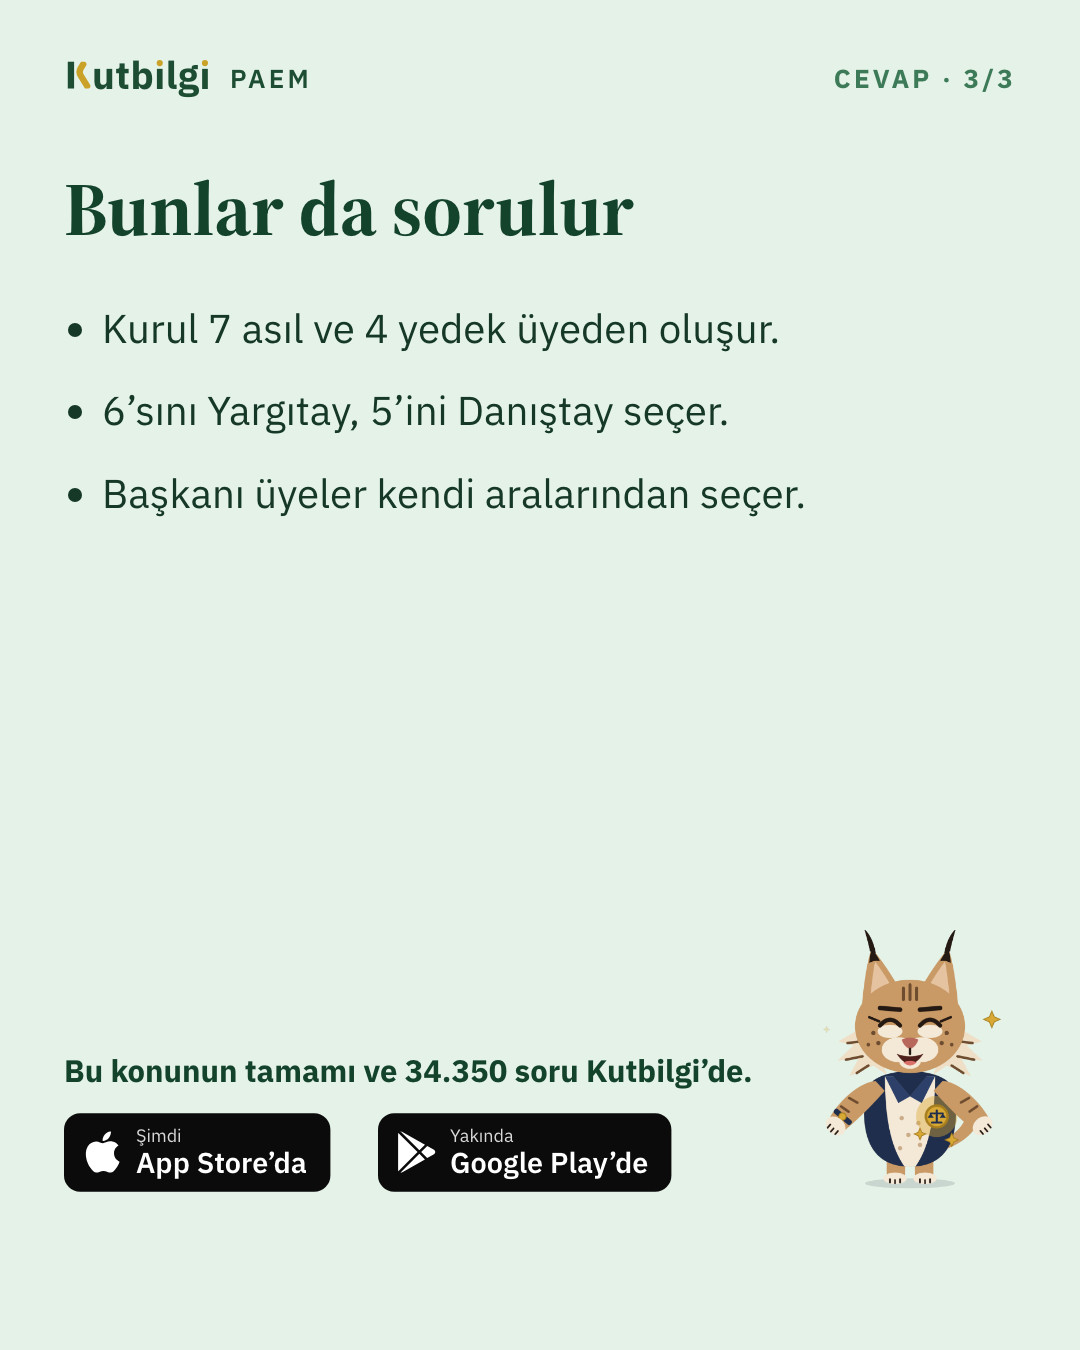 Kutbilgi PAEM
CEVAP · 3/3
Bunlar da sorulur
• Kurul 7 asıl ve 4 yedek üyeden oluşur.
• 6’sını Yargıtay, 5’ini Danıştay seçer.
• Başkanı üyeler kendi aralarından seçer.
Bu konunun tamamı ve 34.350 soru Kutbilgi’de.
Şimdi
App Store’da
Yakında
Google Play’de